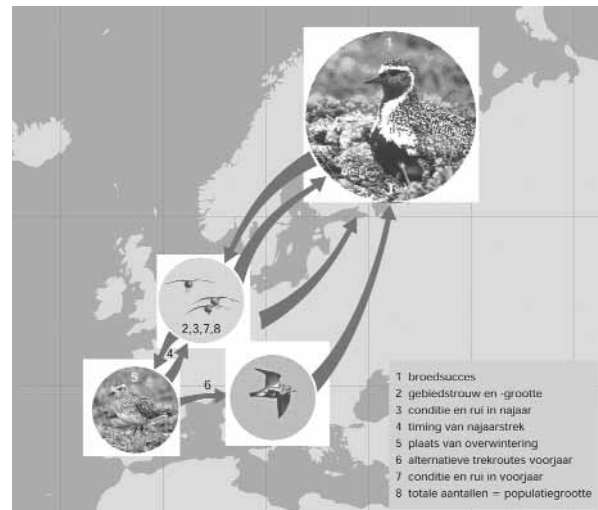 1
1
2,3,7,8
4
5
6
1 broedsucces
2 gebiedstrouw en -grootte
3 conditie en rui in najaar
4 timing van najaarstrek
5 plaats van overwintering
6 alternatieve trekroutes voorjaar
7 conditie en rui in voorjaar
8 totale aantallen = populatiegrootte